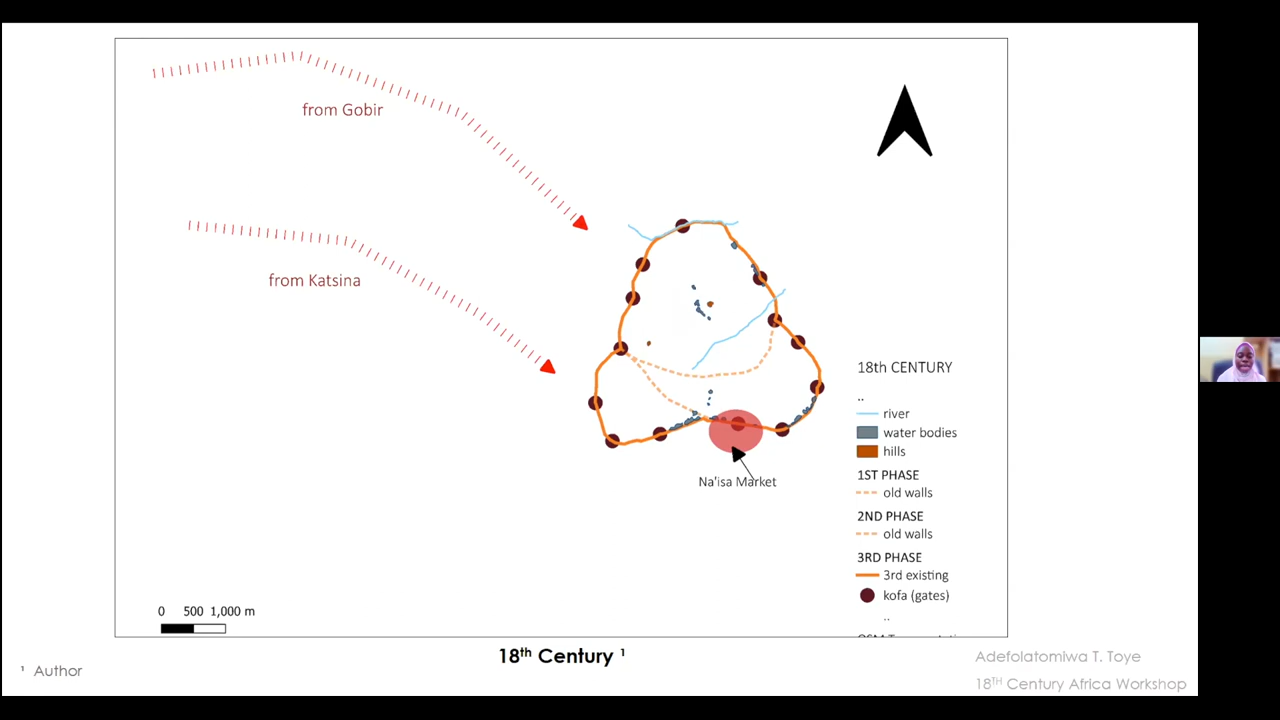 from Gobir
from Katsina
Na'isa Market
18th CENTURY
..
river
water bodies
hills
1ST PHASE
old walls
2ND PHASE
old walls
3RD PHASE
3rd existing
kofa (gates)
..
0 500 1,000 m
18th Century ¹
¹ Author
Adefolatomiwa T. Toye
18TH Century Africa Workshop